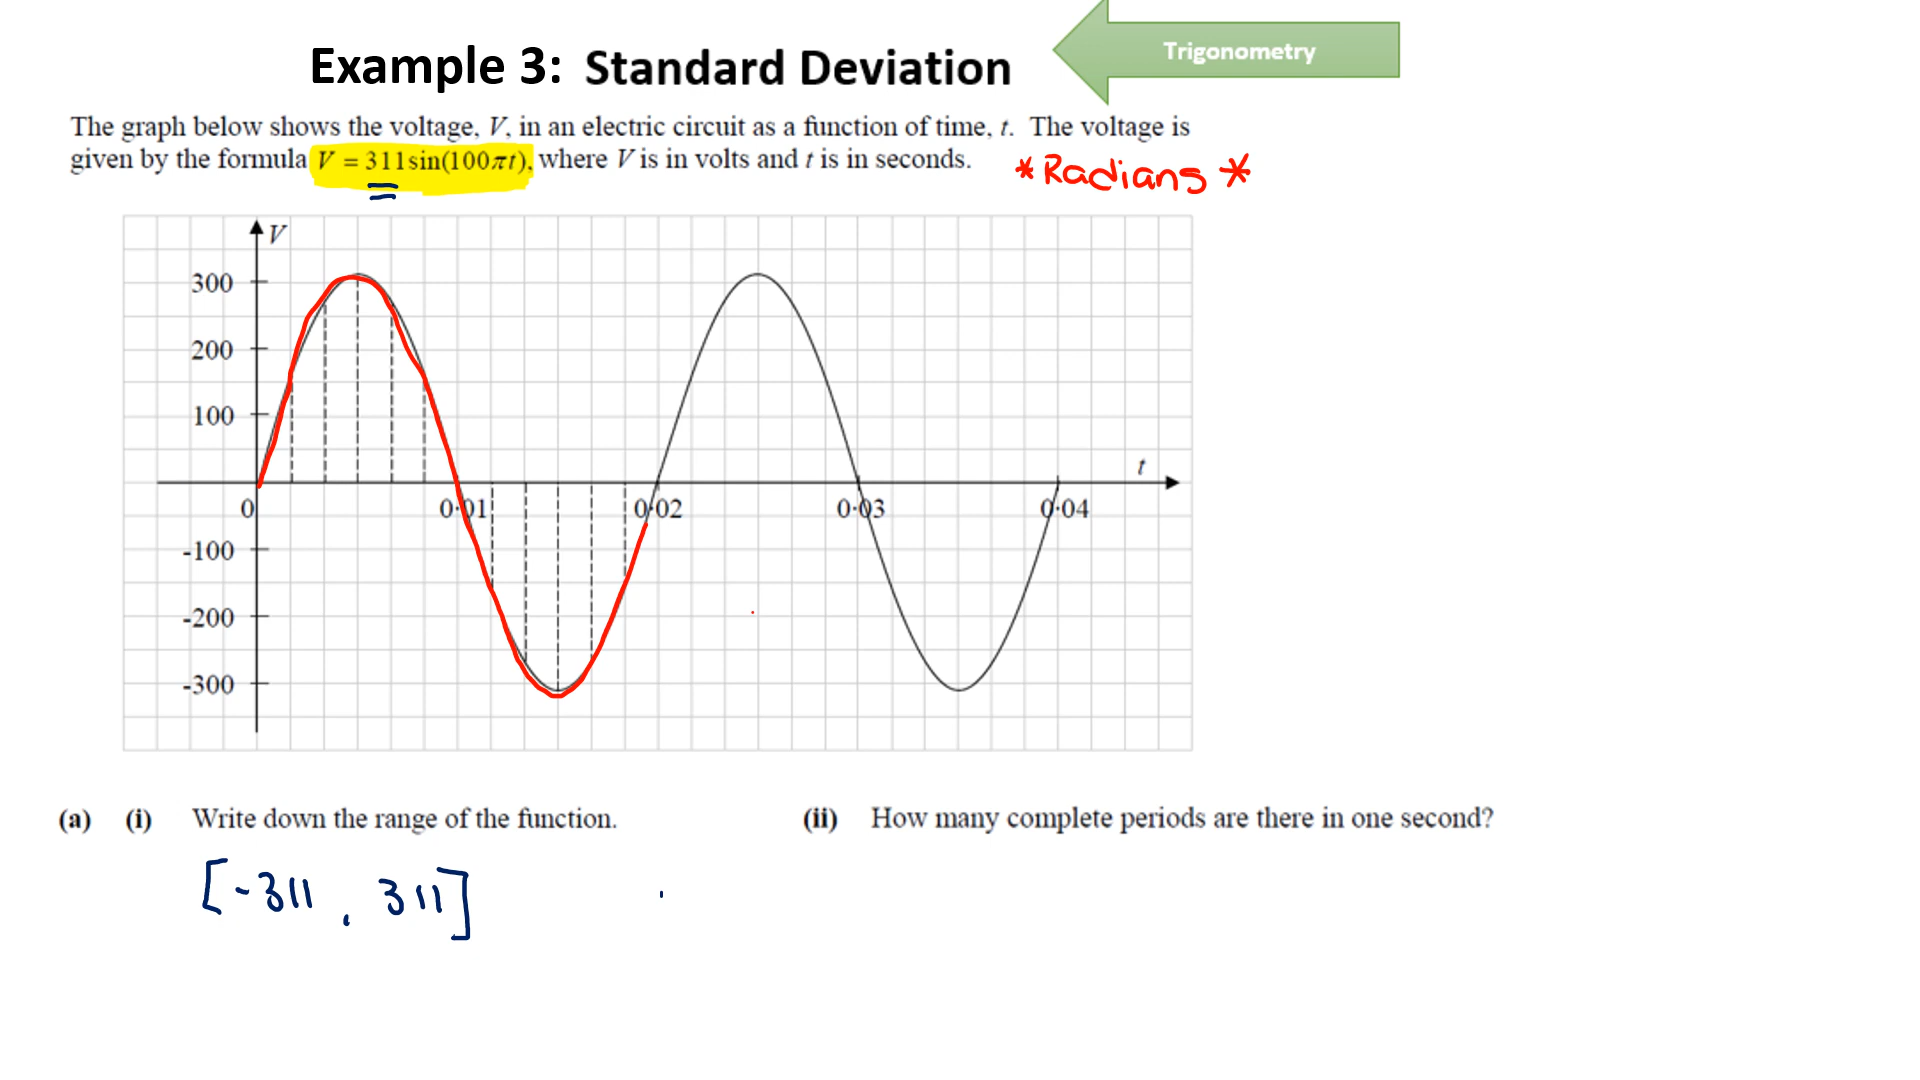 Example 3: Standard Deviation
Trigonometry
The graph below shows the voltage, V, in an electric circuit as a function of time, t. The voltage is
given by the formula V = 311sin(100πt), where V is in volts and t is in seconds.
*Radians*
V
300
200
100
t
0
0·01
0·02
0·03
0·04
-100
-200
-300
(a) (i) Write down the range of the function.
(ii) How many complete periods are there in one second?
[-311, 311]